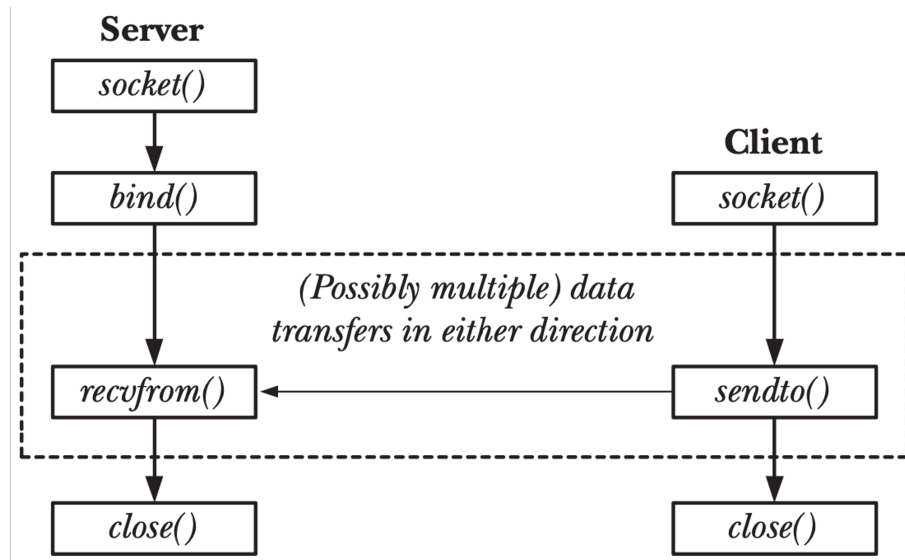 Server
socket()
bind()
Client
socket()
(Possibly multiple) data
transfers in either direction
recvfrom()
sendto()
close()
close()